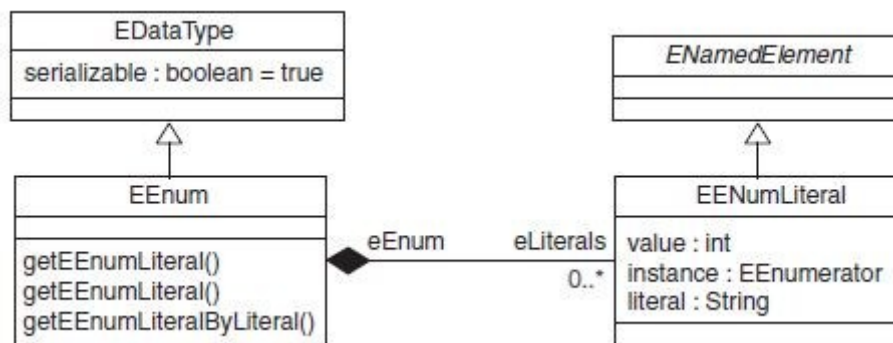 EDataType
serializable : boolean = true
ENamedElement
EEnum
getEEnumLiteral()
getEEnumLiteral()
getEEnumLiteralByLiteral()
eEnum
eLiterals
0..*
EENumLiteral
value : int
instance : EEnumerator
literal : String